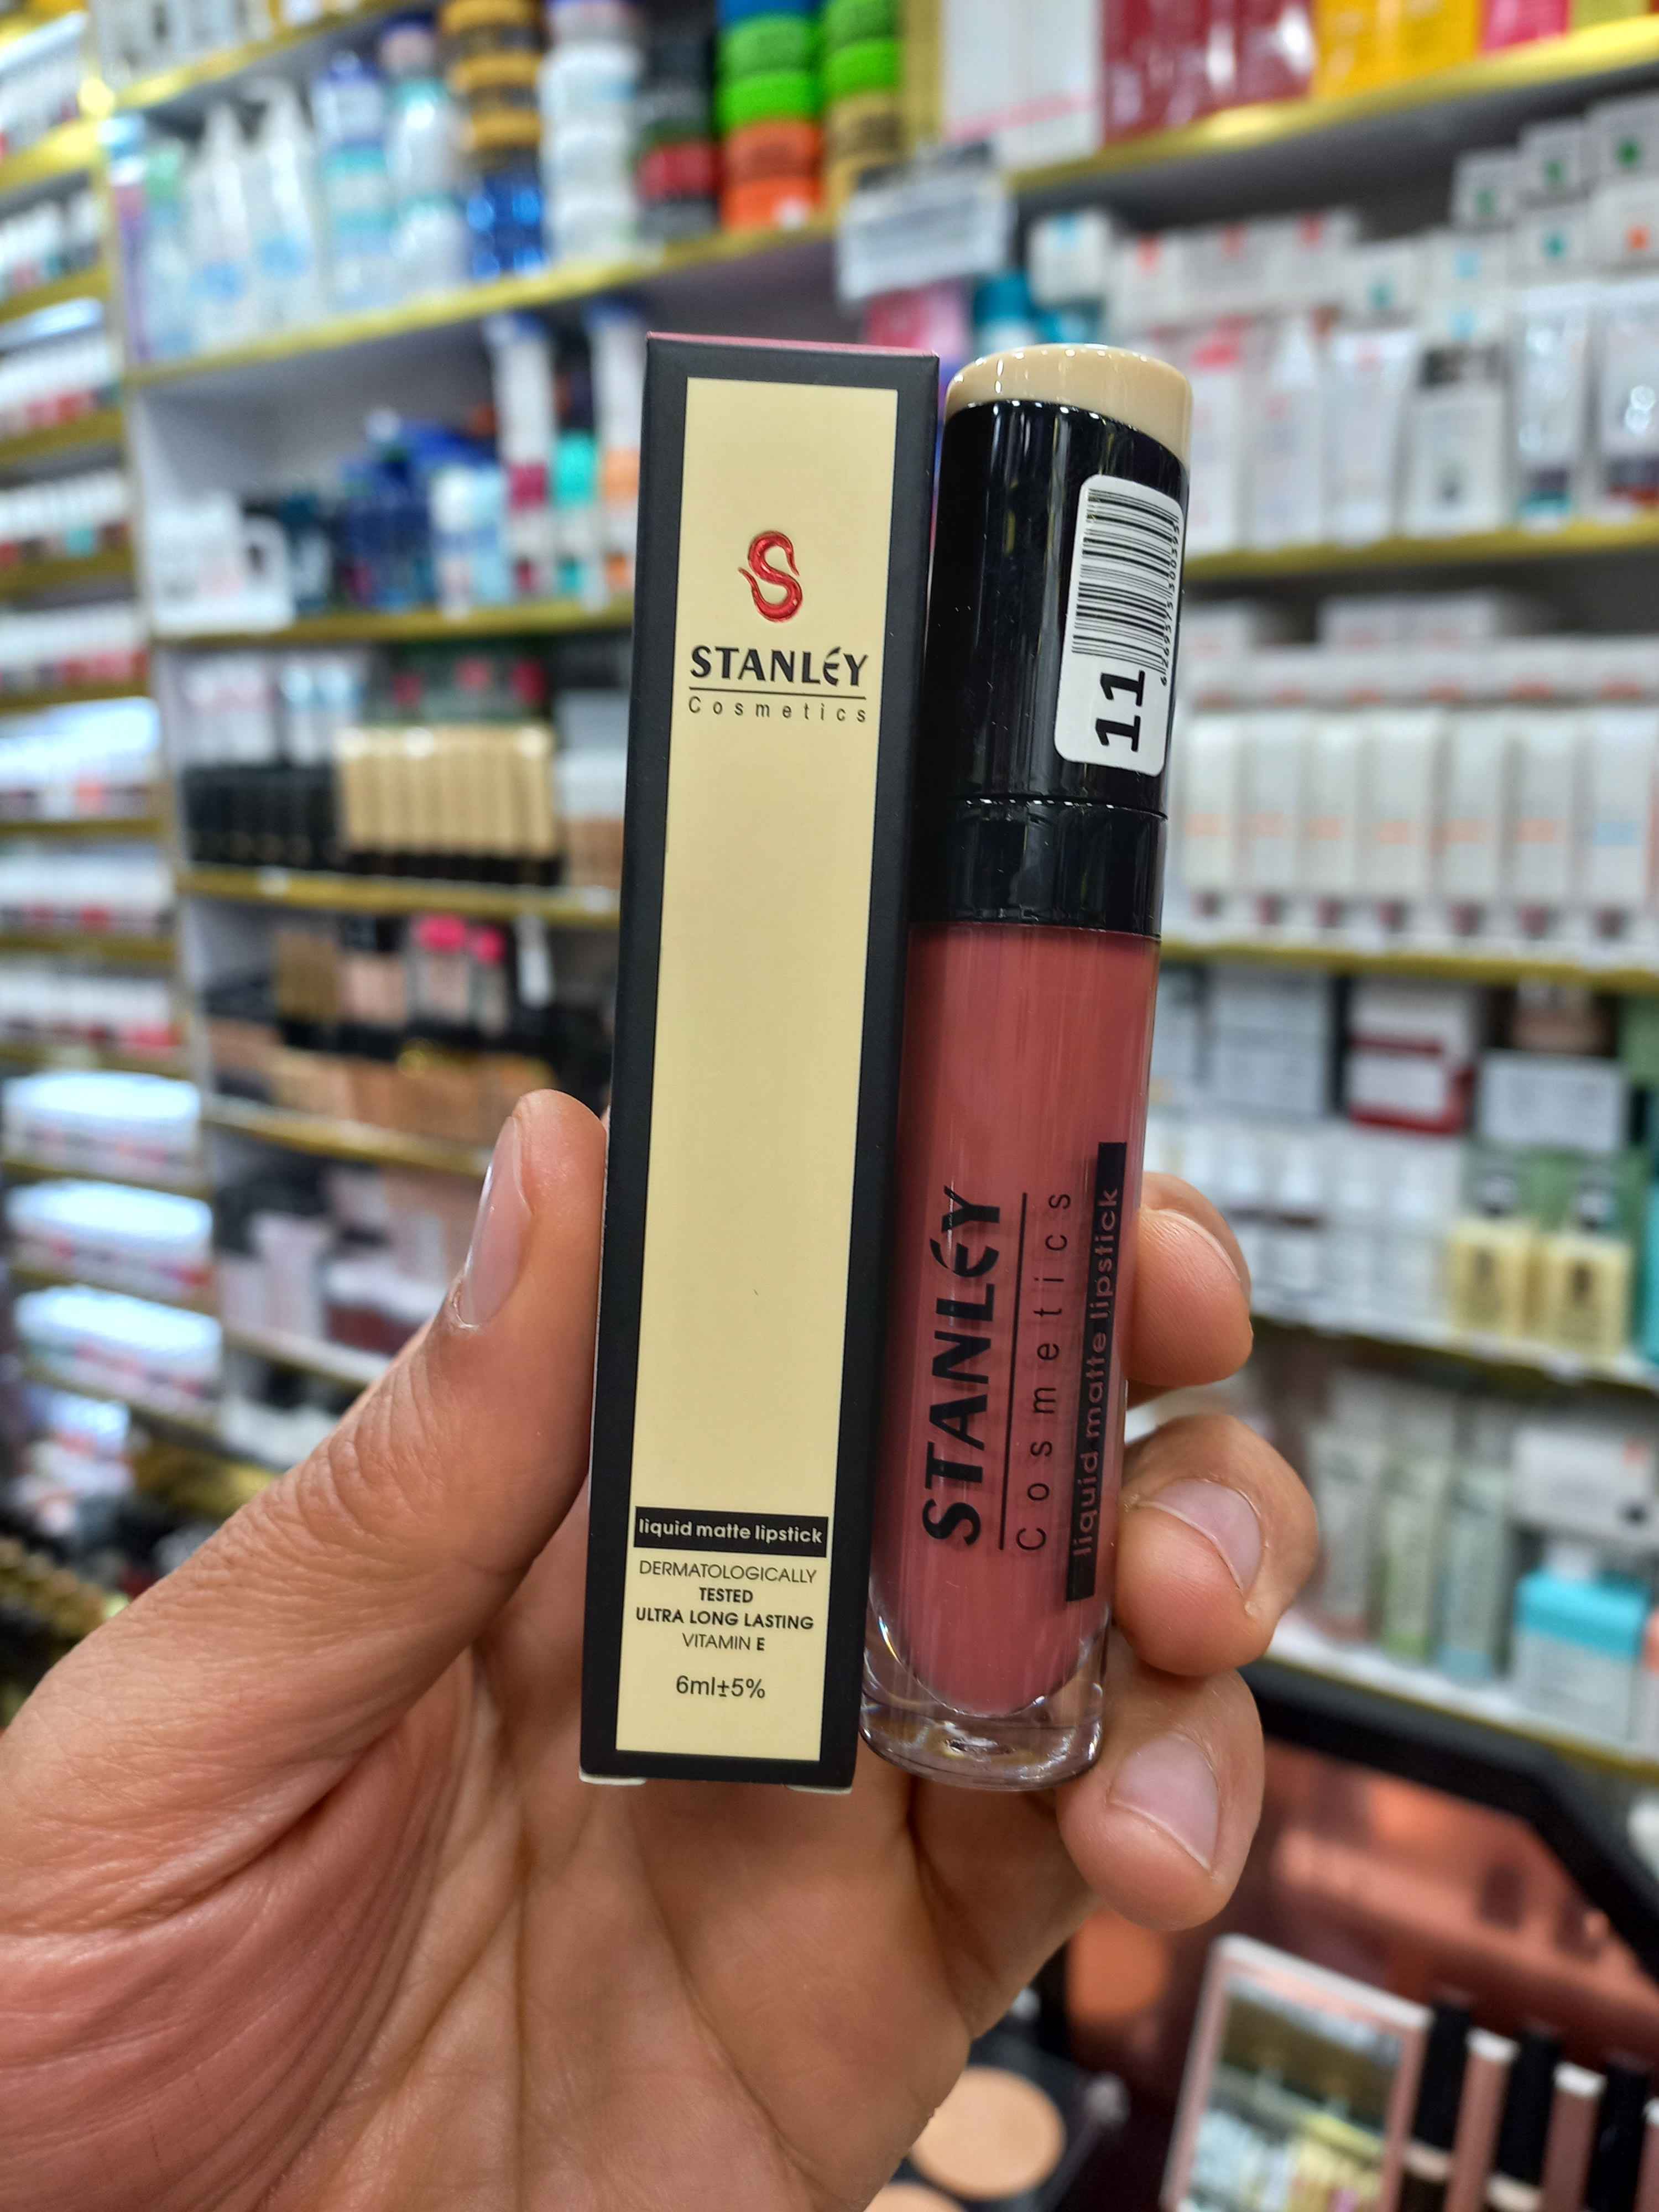 STANLÉY
Cosmetics
liquid matte lipstick
DERMATOLOGICALLY
TESTED
ULTRA LONG LASTING
VITAMIN E
6ml±5%
11
6269575300395
STANLÉY
Cosmetics
liquid matte lipstick